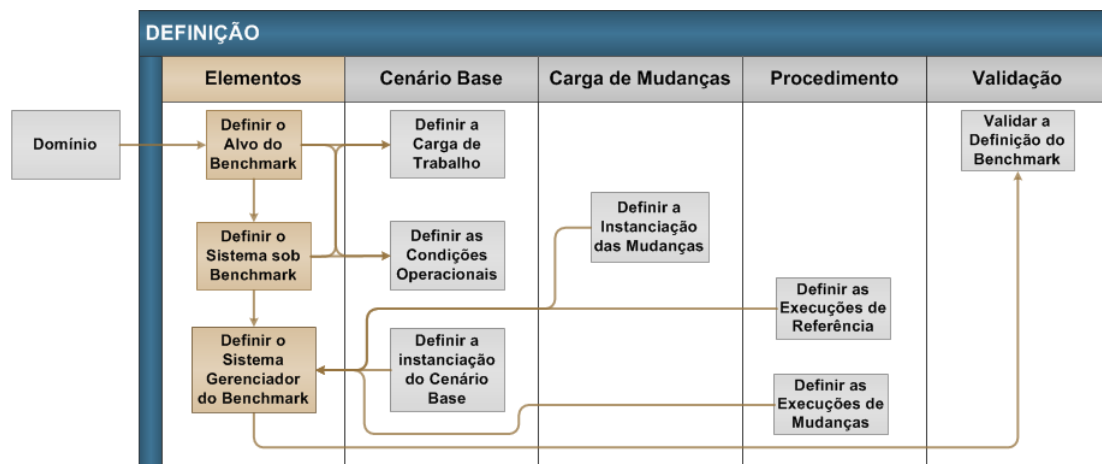 DEFINIÇÃO
Elementos
Cenário Base
Carga de Mudanças
Procedimento
Validação
Domínio
Definir o
Alvo do
Benchmark
Definir o
Sistema sob
Benchmark
Definir o
Sistema
Gerenciador
do Benchmark
Definir a
Carga de
Trabalho
Definir as
Condições
Operacionais
Definir a
instanciação
do Cenário
Base
Definir a
Instanciação
das Mudanças
Definir as
Execuções de
Referência
Definir as
Execuções de
Mudanças
Validar a
Definição do
Benchmark